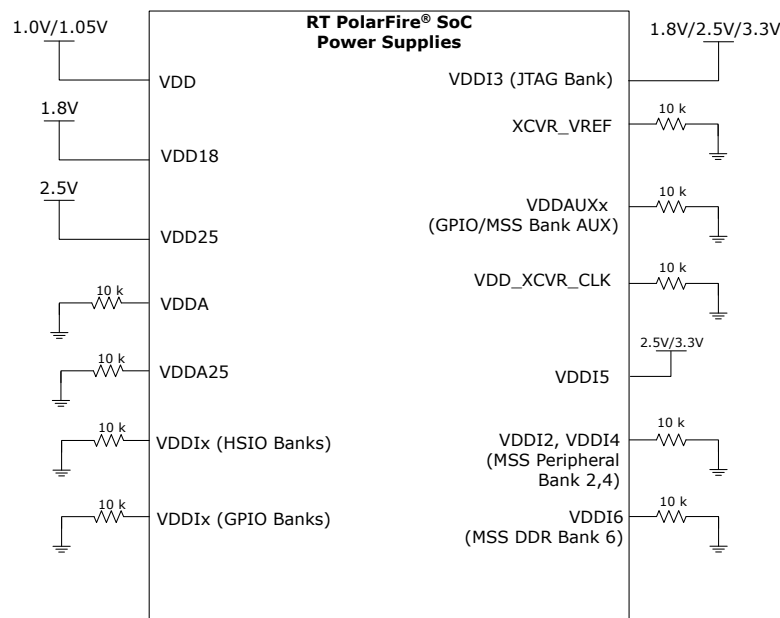 RT PolarFire® SoC
Power Supplies
1.0V/1.05V
VDD
1.8V
VDD18
2.5V
VDD25
10 k
VDDA
10 k
VDDA25
10 k
VDDIx (HSIO Banks)
10 k
VDDIx (GPIO Banks)
1.8V/2.5V/3.3V
VDDI3 (JTAG Bank)
10 k
XCVR_VREF
10 k
VDDAUXx
(GPIO/MSS Bank AUX)
10 k
VDD_XCVR_CLK
2.5V/3.3V
VDDI5
10 k
VDDI2, VDDI4
(MSS Peripheral
Bank 2,4)
10 k
VDDI6
(MSS DDR Bank 6)